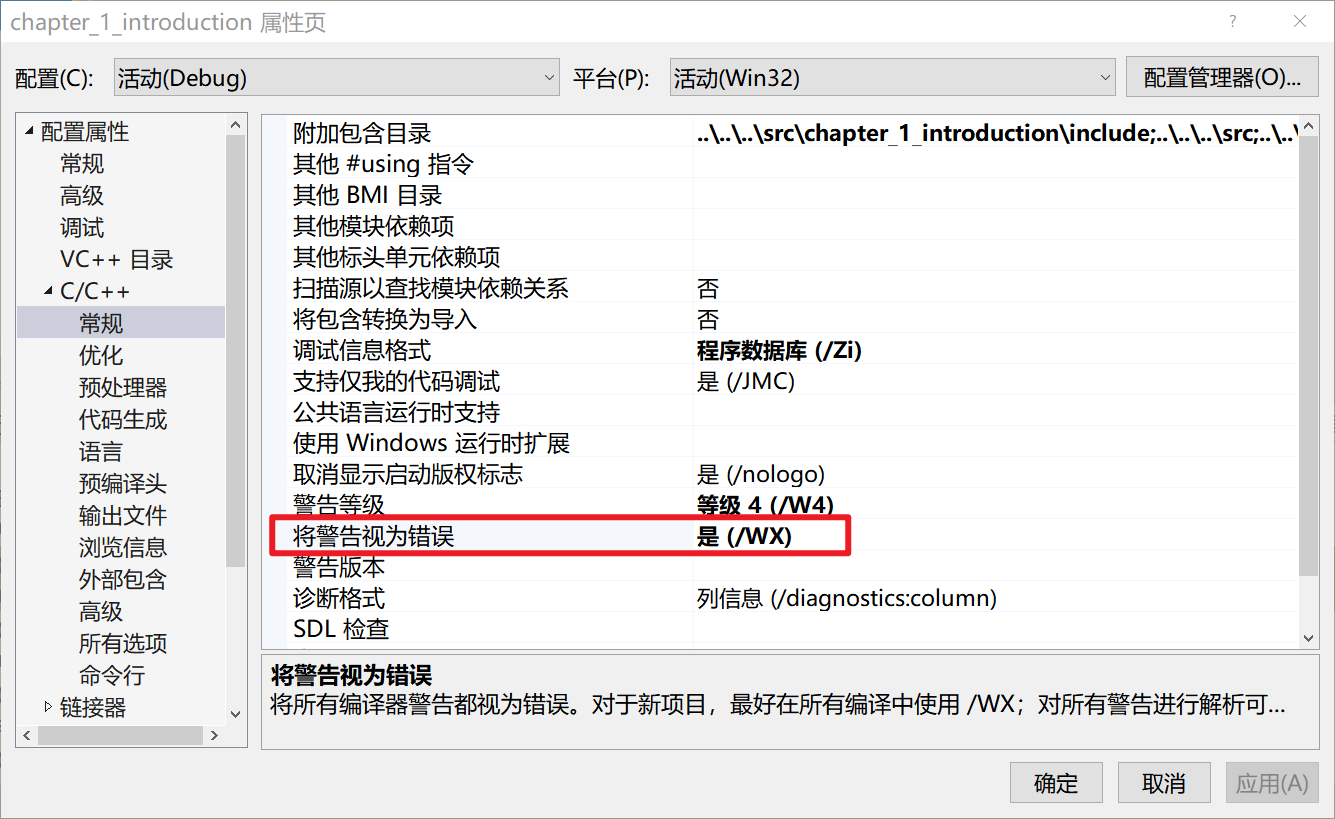 chapter_1_introduction 属性页
配置(C): 活动(Debug) 平台(P): 活动(Win32) 配置管理器(O)...
配置属性
常规
高级
调试
VC++ 目录
C/C++
常规
优化
预处理器
代码生成
语言
预编译头
输出文件
浏览信息
外部包含
高级
所有选项
命令行
链接器
附加包含目录 ..\..\..\src\chapter_1_introduction\include;..\..\..\src;..\..\
其他 #using 指令
其他 BMI 目录
其他模块依赖项
其他标头单元依赖项
扫描源以查找模块依赖关系 否
将包含转换为导入 否
调试信息格式 程序数据库 (/Zi)
支持仅我的代码调试 是 (/JMC)
公共语言运行时支持
使用 Windows 运行时扩展
取消显示启动版权标志 是 (/nologo)
警告等级 等级 4 (/W4)
将警告视为错误 是 (/WX)
警告版本
诊断格式 列信息 (/diagnostics:column)
SDL 检查
将警告视为错误
将所有编译器警告都视为错误。对于新项目，最好在所有编译中使用 /WX；对所有警告进行解析可...
确定 取消 应用(A)